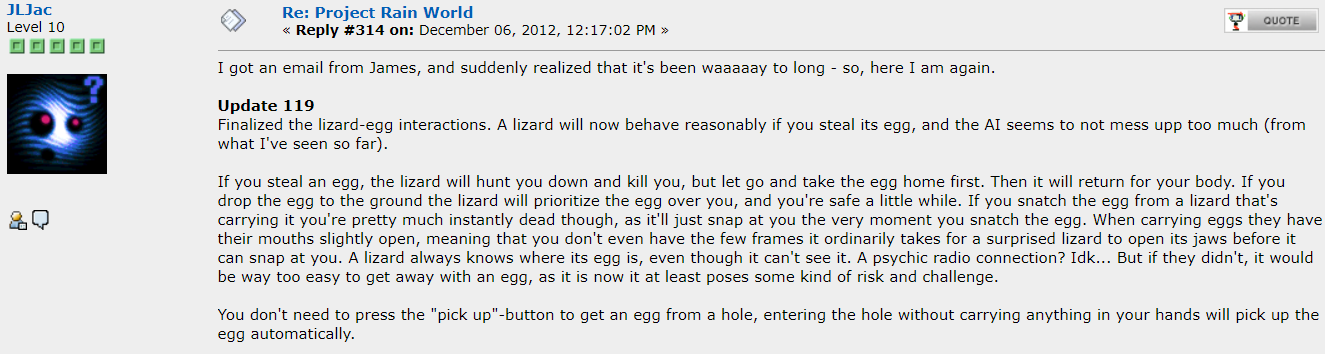 JLJac
Level 10
Re: Project Rain World
« Reply #314 on: December 06, 2012, 12:17:02 PM »
QUOTE
I got an email from James, and suddenly realized that it's been waaaaay to long - so, here I am again.
Update 119
Finalized the lizard-egg interactions. A lizard will now behave reasonably if you steal its egg, and the AI seems to not mess upp too much (from
what I've seen so far).
If you steal an egg, the lizard will hunt you down and kill you, but let go and take the egg home first. Then it will return for your body. If you
drop the egg to the ground the lizard will prioritize the egg over you, and you're safe a little while. If you snatch the egg from a lizard that's
carrying it you're pretty much instantly dead though, as it'll just snap at you the very moment you snatch the egg. When carrying eggs they have
their mouths slightly open, meaning that you don't even have the few frames it ordinarily takes for a surprised lizard to open its jaws before it
can snap at you. A lizard always knows where its egg is, even though it can't see it. A psychic radio connection? Idk... But if they didn't, it would
be way too easy to get away with an egg, as it is now it at least poses some kind of risk and challenge.
You don't need to press the "pick up"-button to get an egg from a hole, entering the hole without carrying anything in your hands will pick up the
egg automatically.